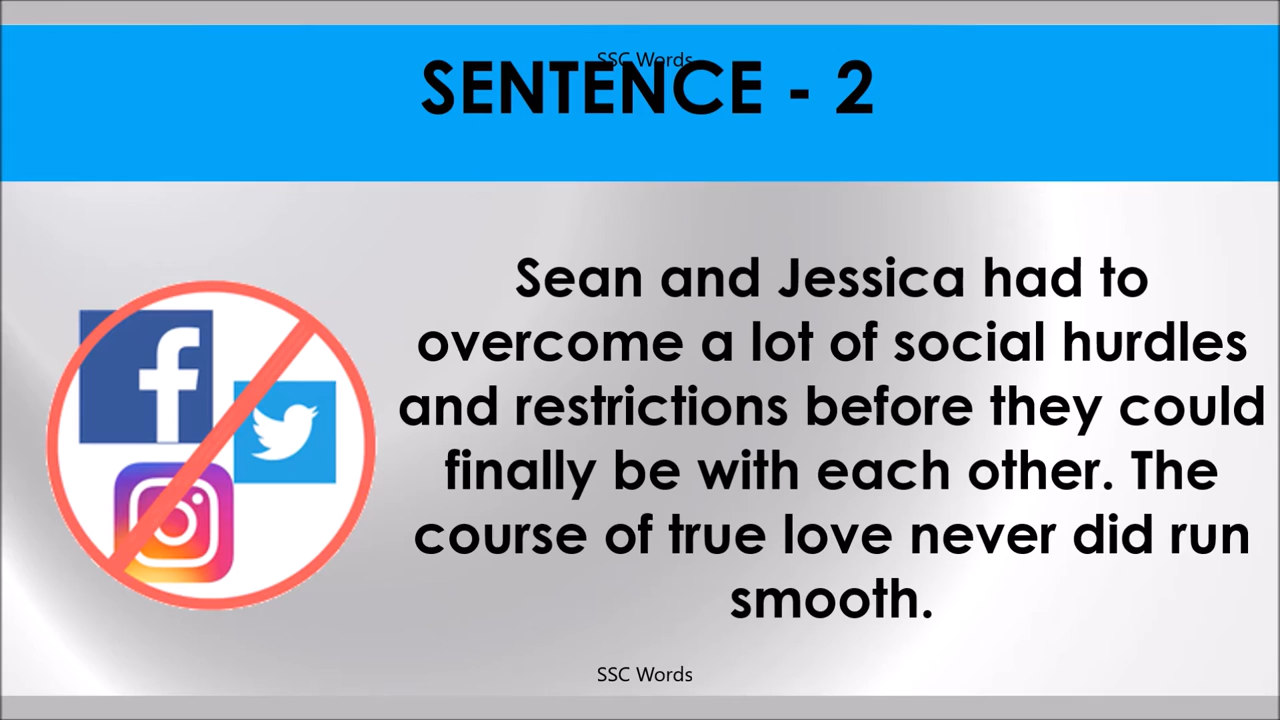 SSC Words
SENTENCE - 2
Sean and Jessica had to
overcome a lot of social hurdles
and restrictions before they could
finally be with each other. The
course of true love never did run
smooth.
SSC Words